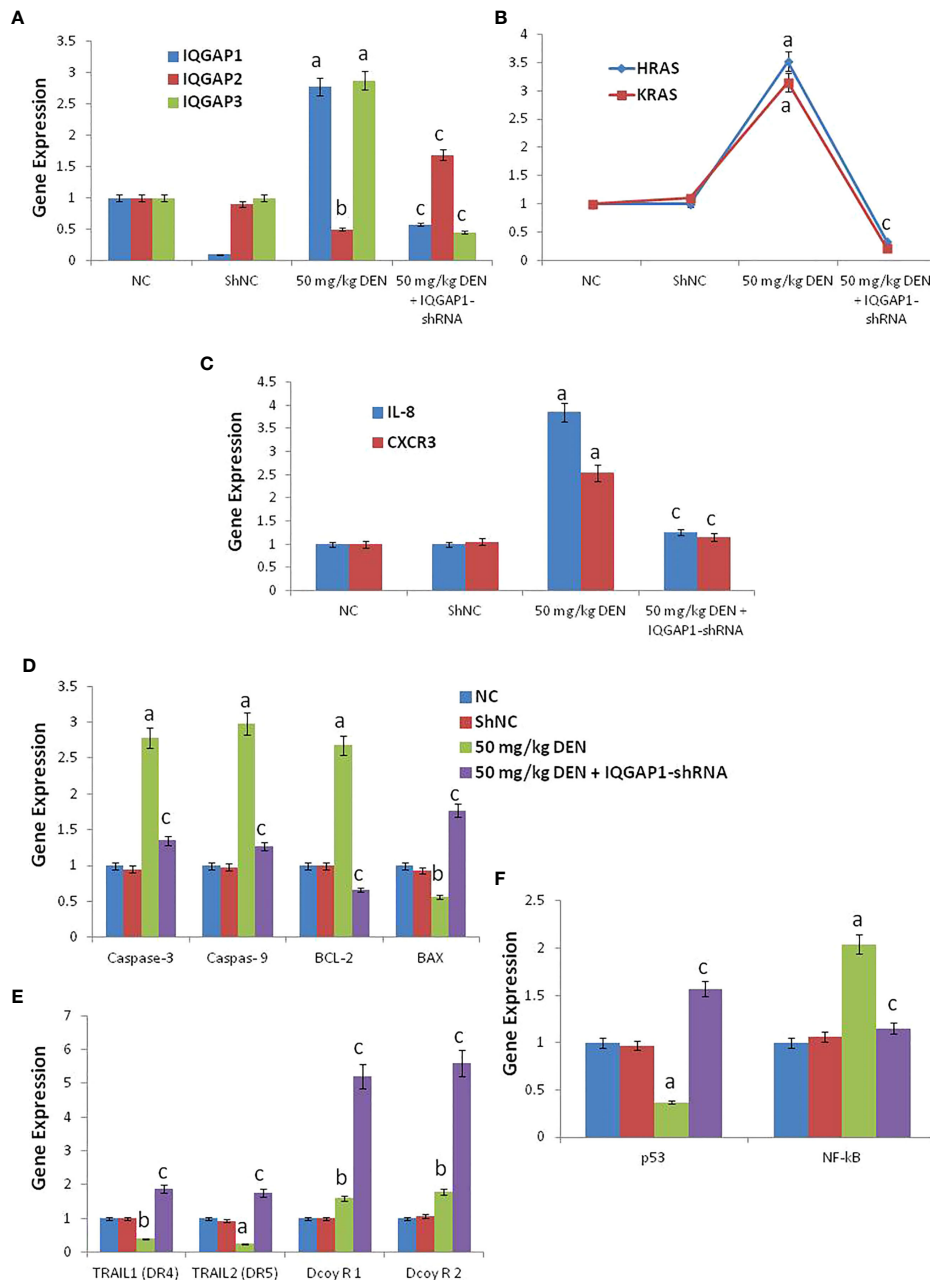 A
Gene Expression
3.5
3
2.5
2
1.5
1
0.5
0
IQGAP1
IQGAP2
IQGAP3
a
a
b
c
c
c
NC
ShNC
50 mg/kg DEN
50 mg/kg DEN
+ IQGAP1-
shRNA
B
4
3.5
3
2.5
2
1.5
1
0.5
0
HRAS
KRAS
a
a
c
NC
ShNC
50 mg/kg DEN
50 mg/kg DEN
+ IQGAP1-
shRNA
C
Gene Expression
4.5
4
3.5
3
2.5
2
1.5
1
0.5
0
IL-8
CXCR3
a
a
c
c
NC
ShNC
50 mg/kg DEN
50 mg/kg DEN +
IQGAP1-shRNA
D
Gene Expression
3.5
3
2.5
2
1.5
1
0.5
0
NC
ShNC
50 mg/kg DEN
50 mg/kg DEN + IQGAP1-shRNA
a
c
a
c
a
c
b
c
Caspase-3
Caspas- 9
BCL-2
BAX
E
Gene Expression
7
6
5
4
3
2
1
0
b
c
a
c
b
c
b
c
TRAIL1 (DR4)
TRAIL2 (DR5)
Dcoy R 1
Dcoy R 2
F
Gene Expression
2.5
2
1.5
1
0.5
0
a
c
a
c
p53
NF-kB